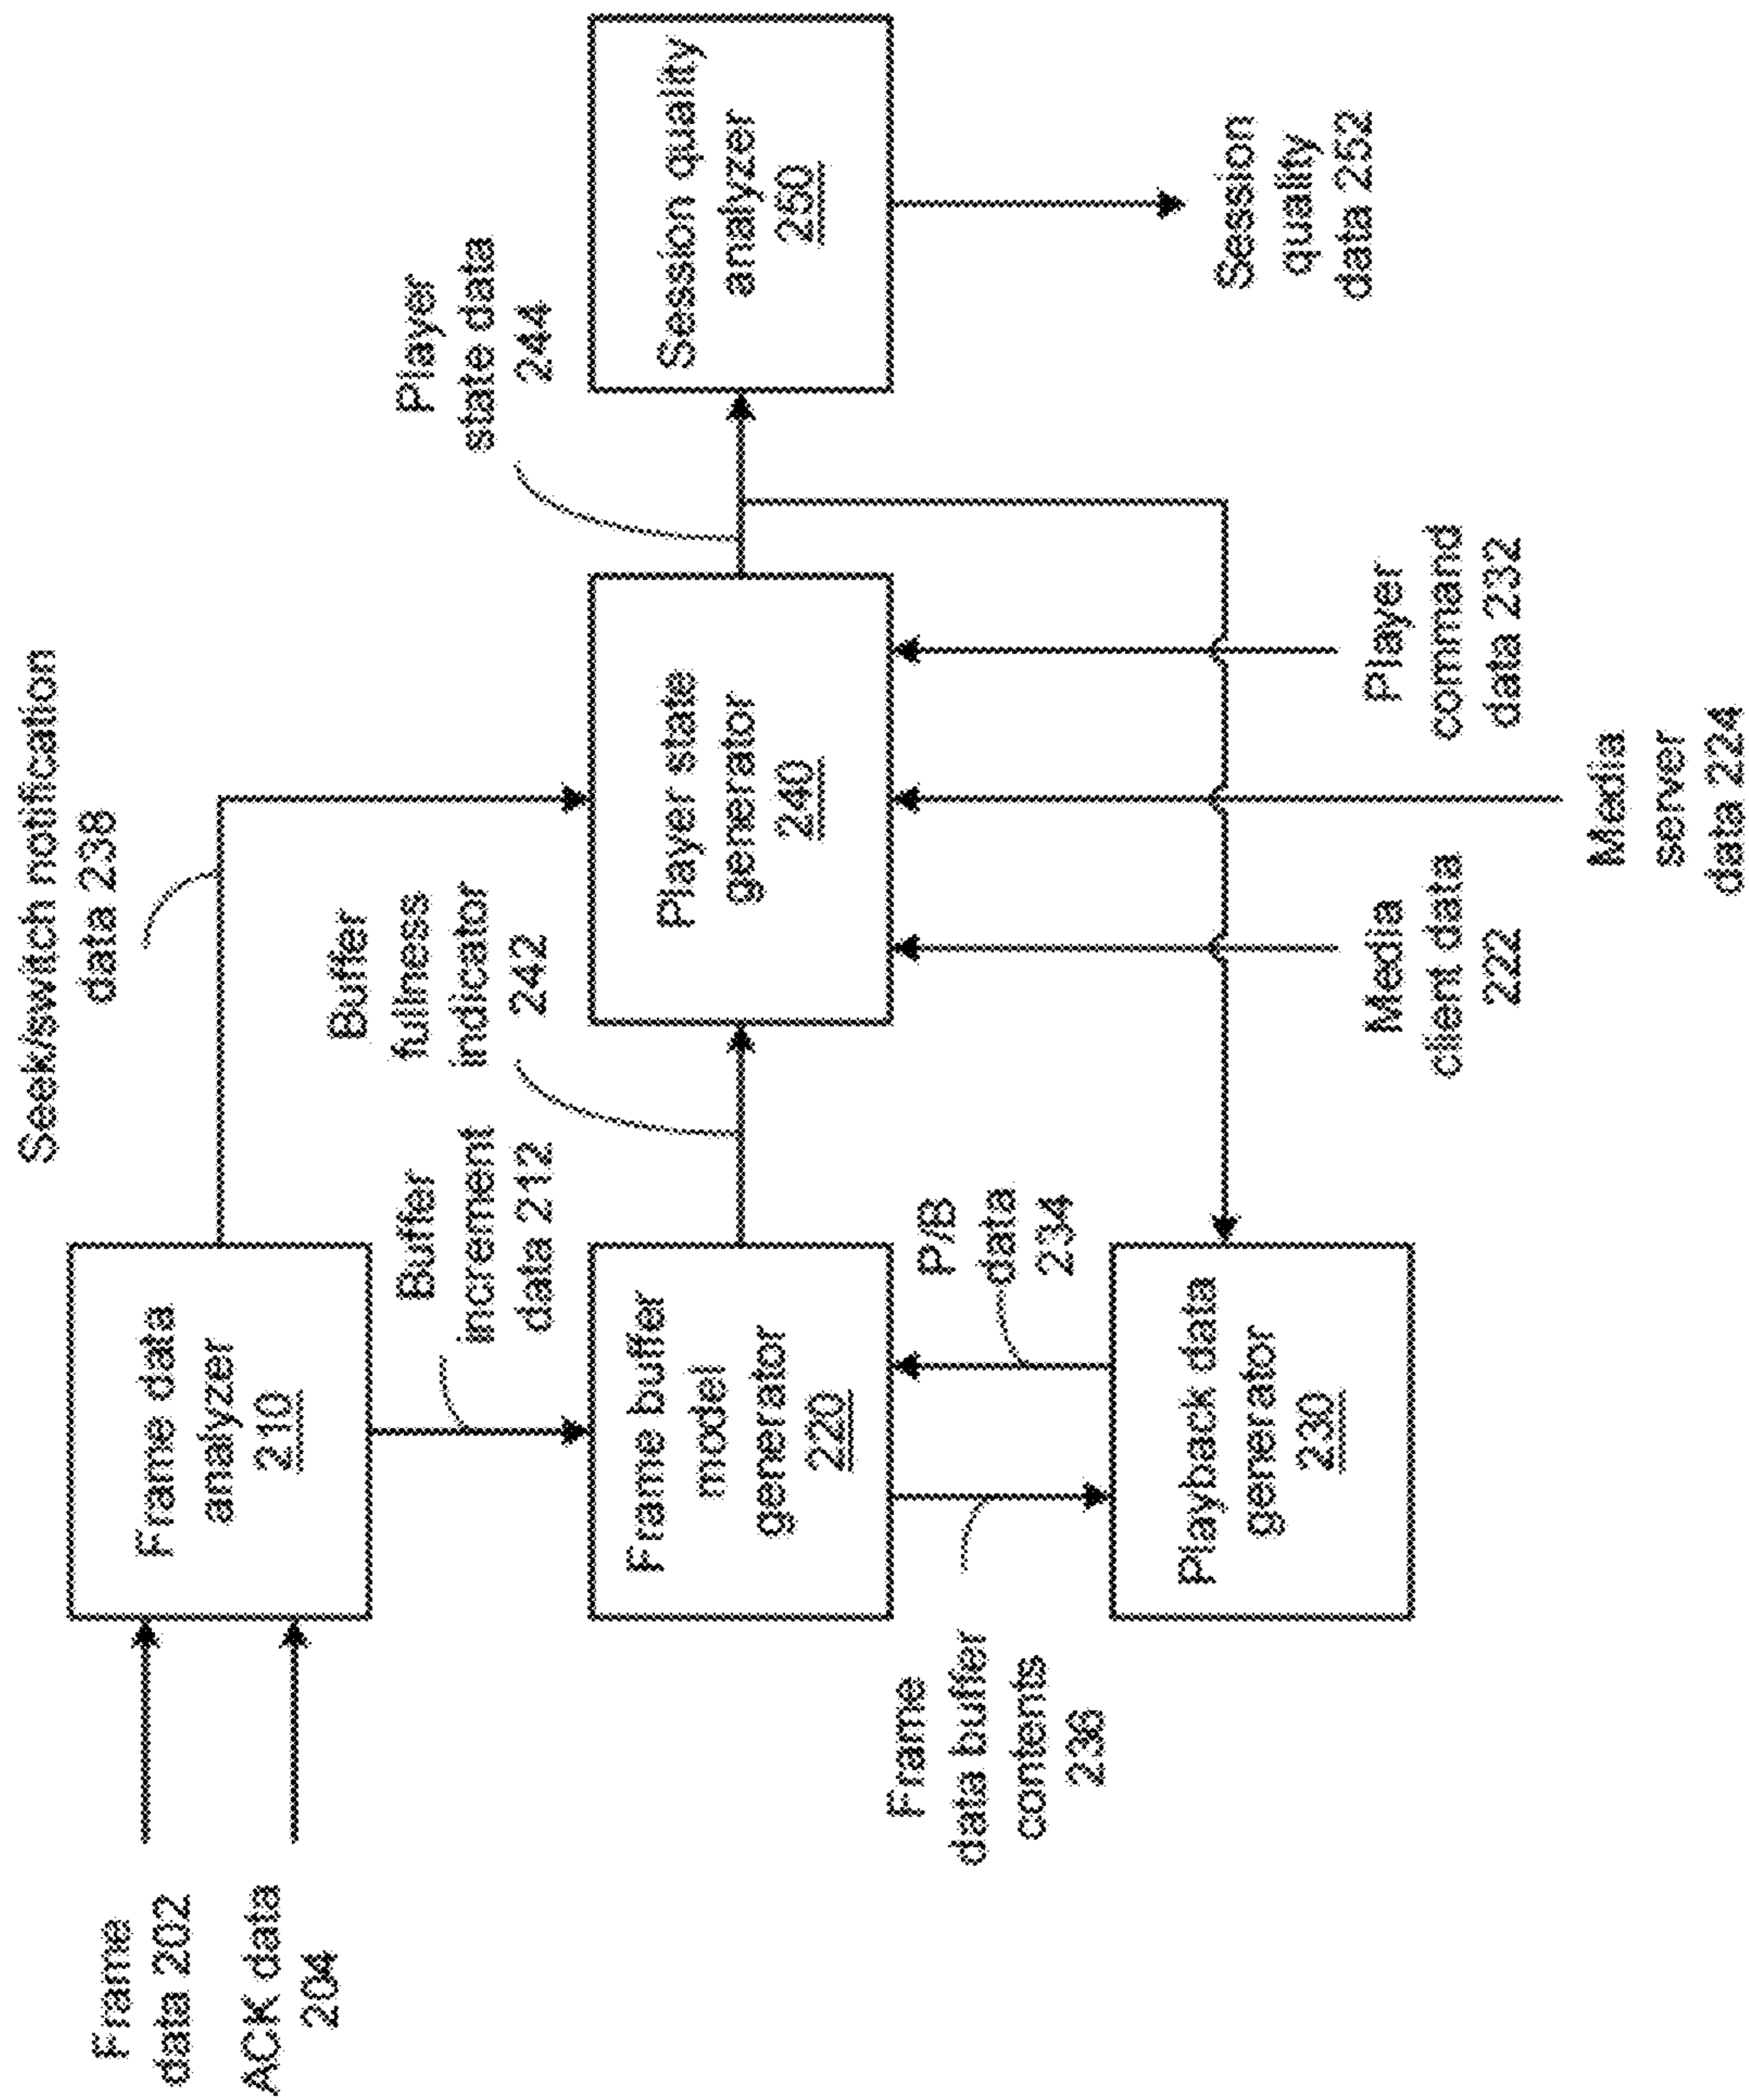 Frame
data 202
ACK data
204
Frame data
analyzer
210
Seek/switch notification
data 238
Buffer
increment
data 212
Buffer
fullness
indicator
242
Player
state data
244
Frame buffer
model
generator
220
Player state
generator
240
Session quality
analyzer
250
Frame
data buffer
contents
236
P/B
data
234
Playback data
generator
230
Media
client data
222
Media
server
data 224
Player
command
data 232
Session
quality
data 252